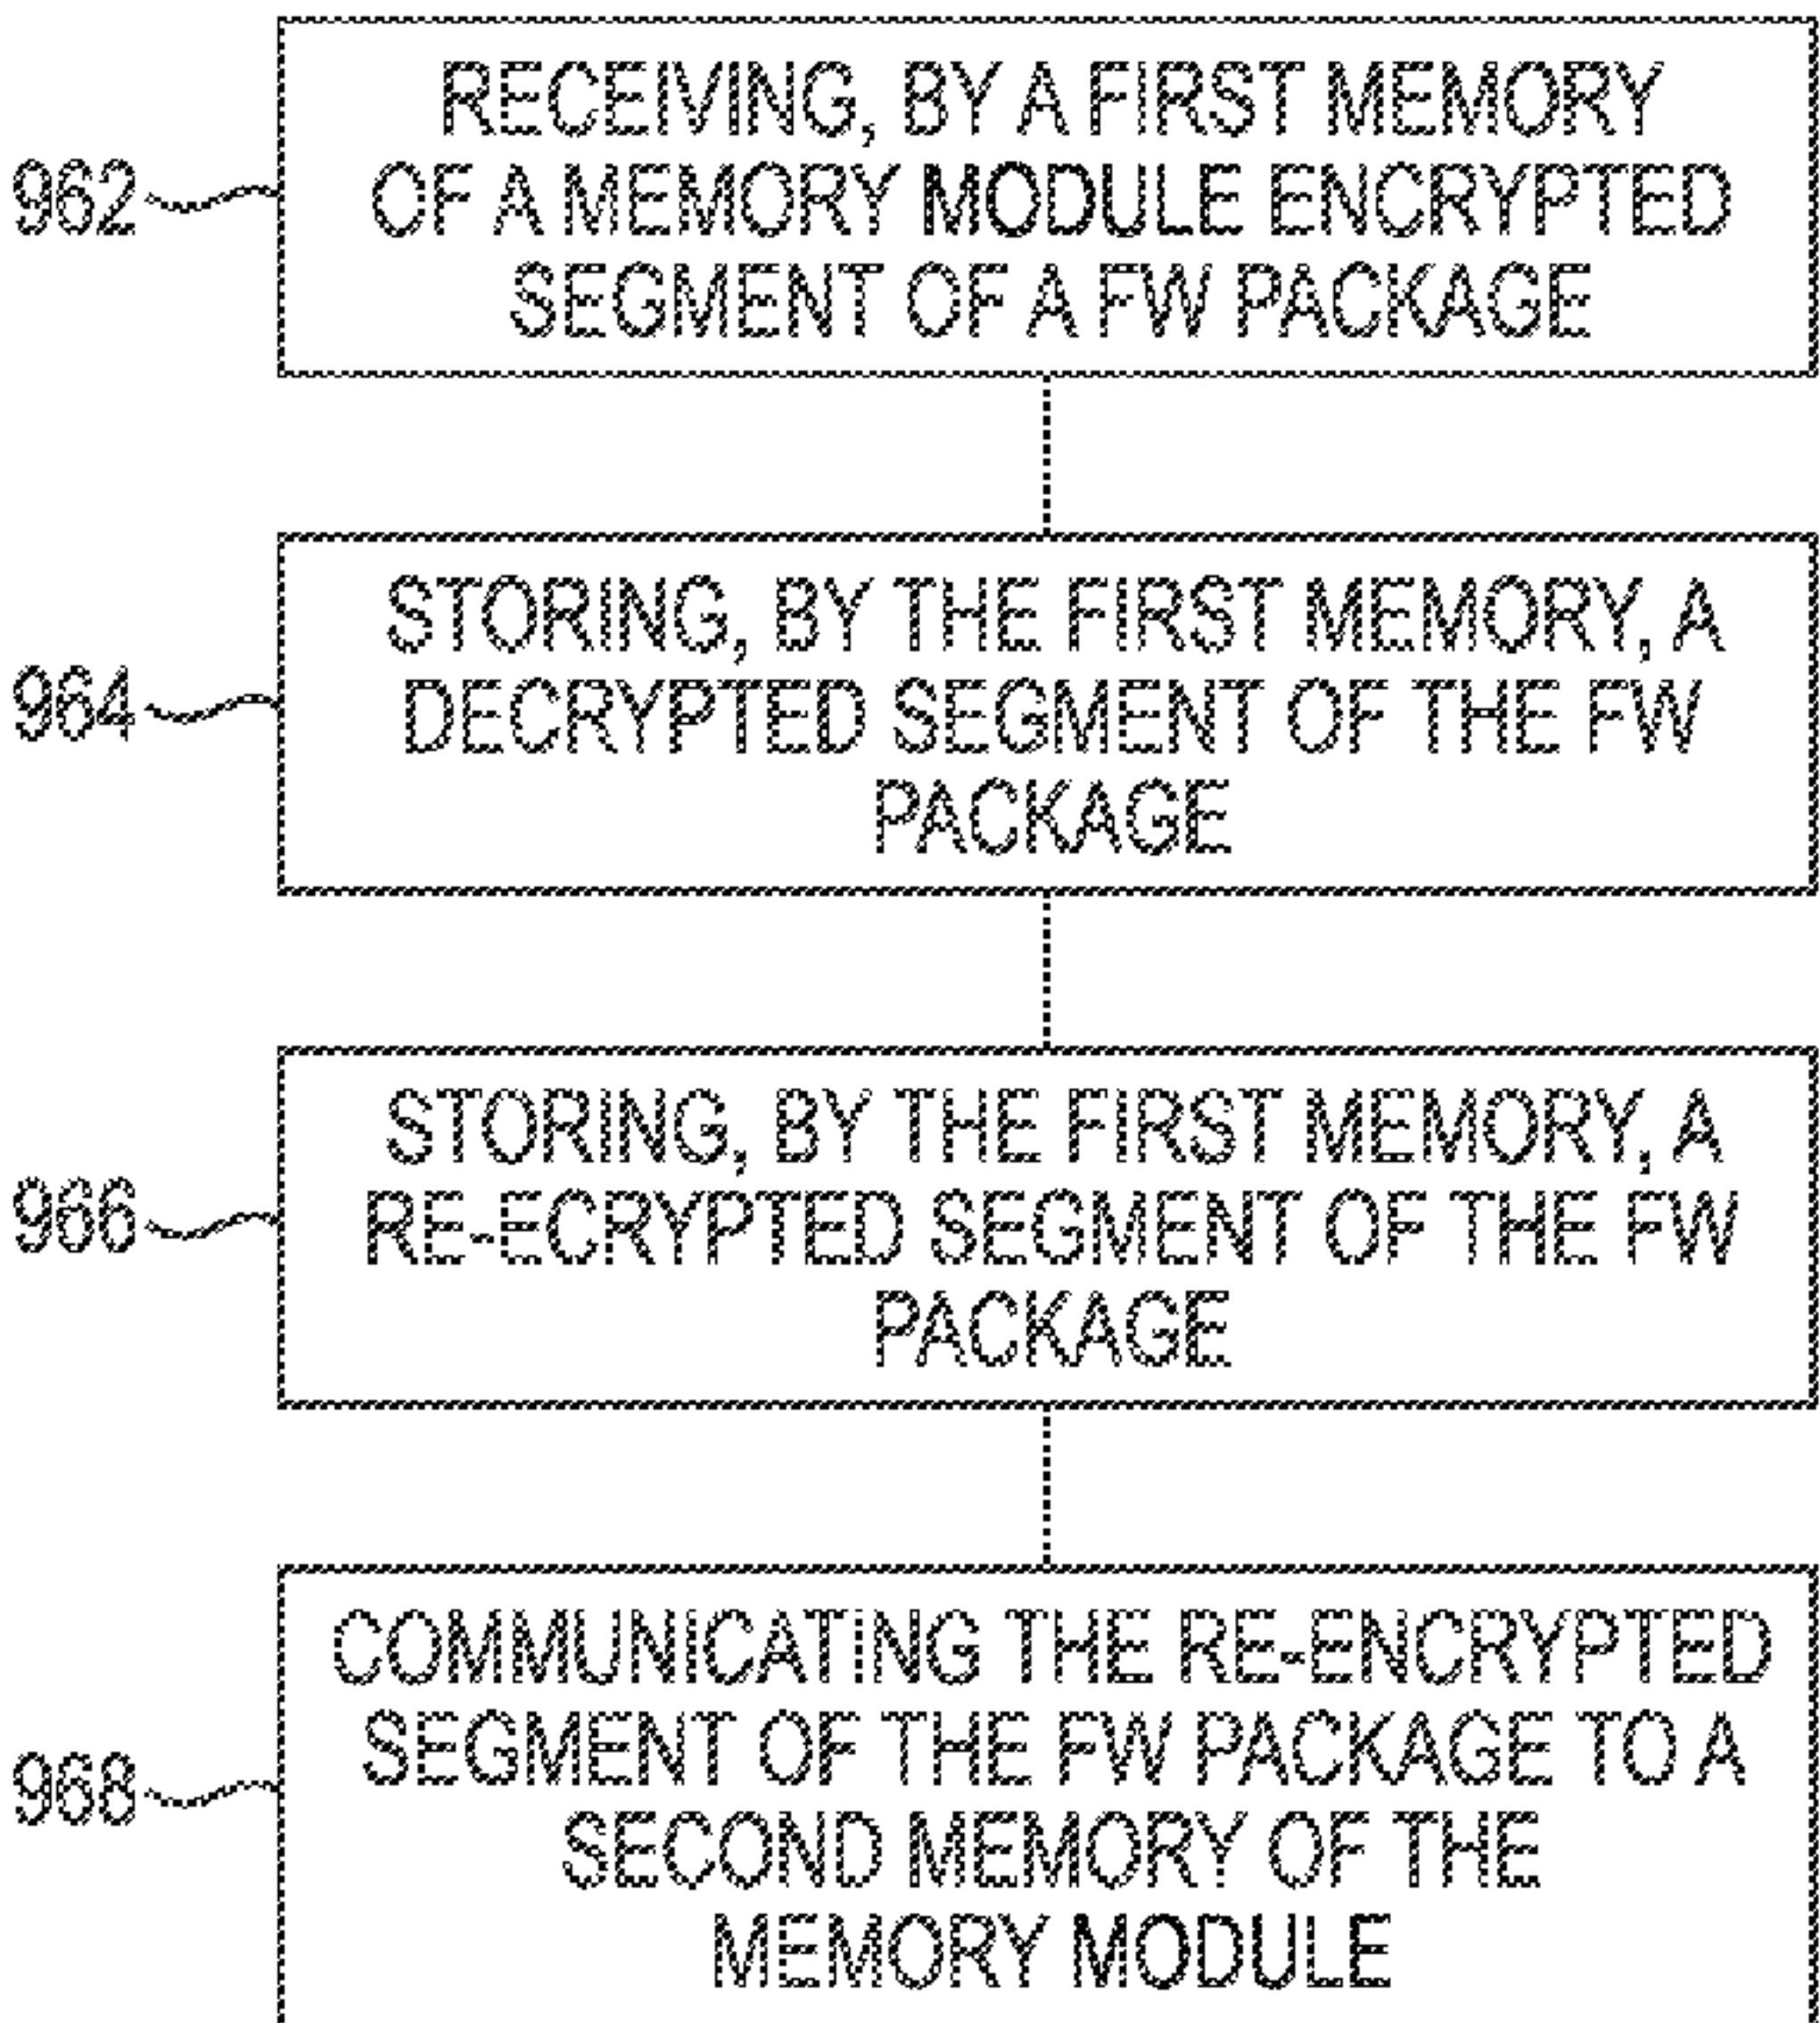 RECEIVING, BY A FIRST MEMORY
962
OF A MEMORY MODULE ENCRYPTED
SEGMENT OF A FW PACKAGE
STORING, BY THE FIRST MEMORY, A
964
DECRYPTED SEGMENT OF THE FW
PACKAGE
STORING, BY THE FIRST MEMORY, A
966
RE-ECRYPTED SEGMENT OF THE FW
PACKAGE
COMMUNICATING THE RE-ENCRYPTED
SEGMENT OF THE FW PACKAGE TO A
968
SECOND MEMORY OF THE
MEMORY MODULE